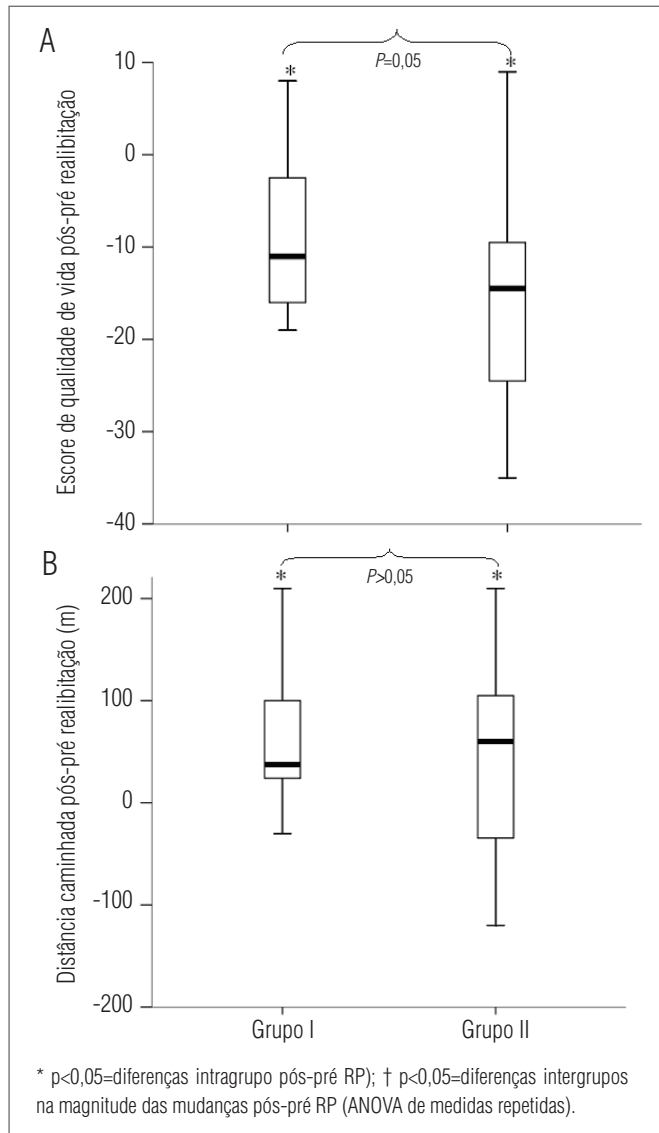 A
Escore de qualidade de vida pós-pré realibitação
10
0
-10
-20
-30
-40
P=0,05
*
*
B
Distância caminhada pós-pré realibitação (m)
200
100
0
-100
-200
P>0,05
*
*
Grupo I
Grupo II
* p<0,05=diferenças intragrupo pós-pré RP); † p<0,05=diferenças intergrupos
na magnitude das mudanças pós-pré RP (ANOVA de medidas repetidas).